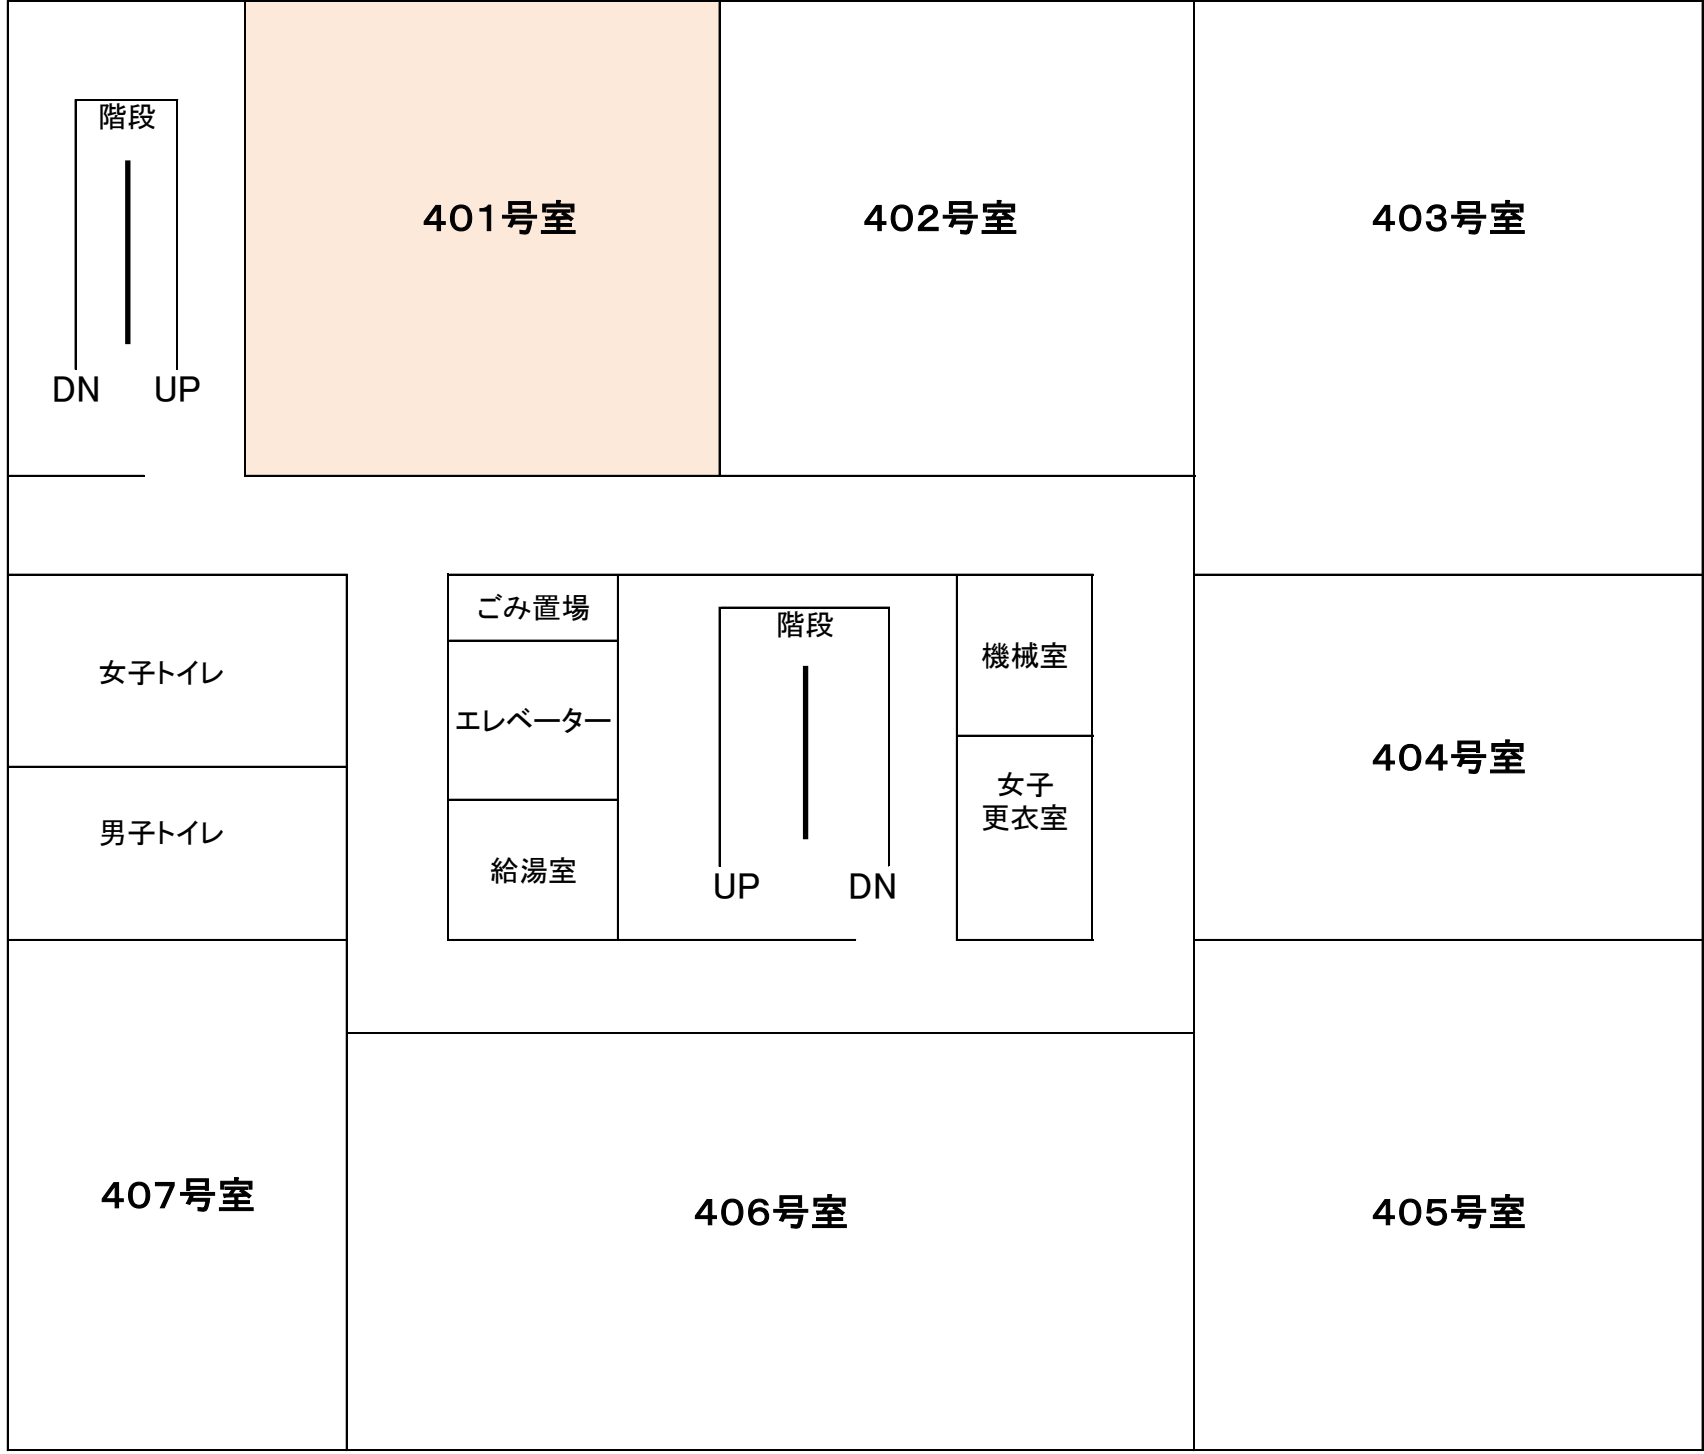 階段
DN UP
401号室
402号室
403号室
女子トイレ
男子トイレ
ごみ置場
エレベーター
給湯室
階段
UP DN
機械室
女子
更衣室
404号室
407号室
406号室
405号室